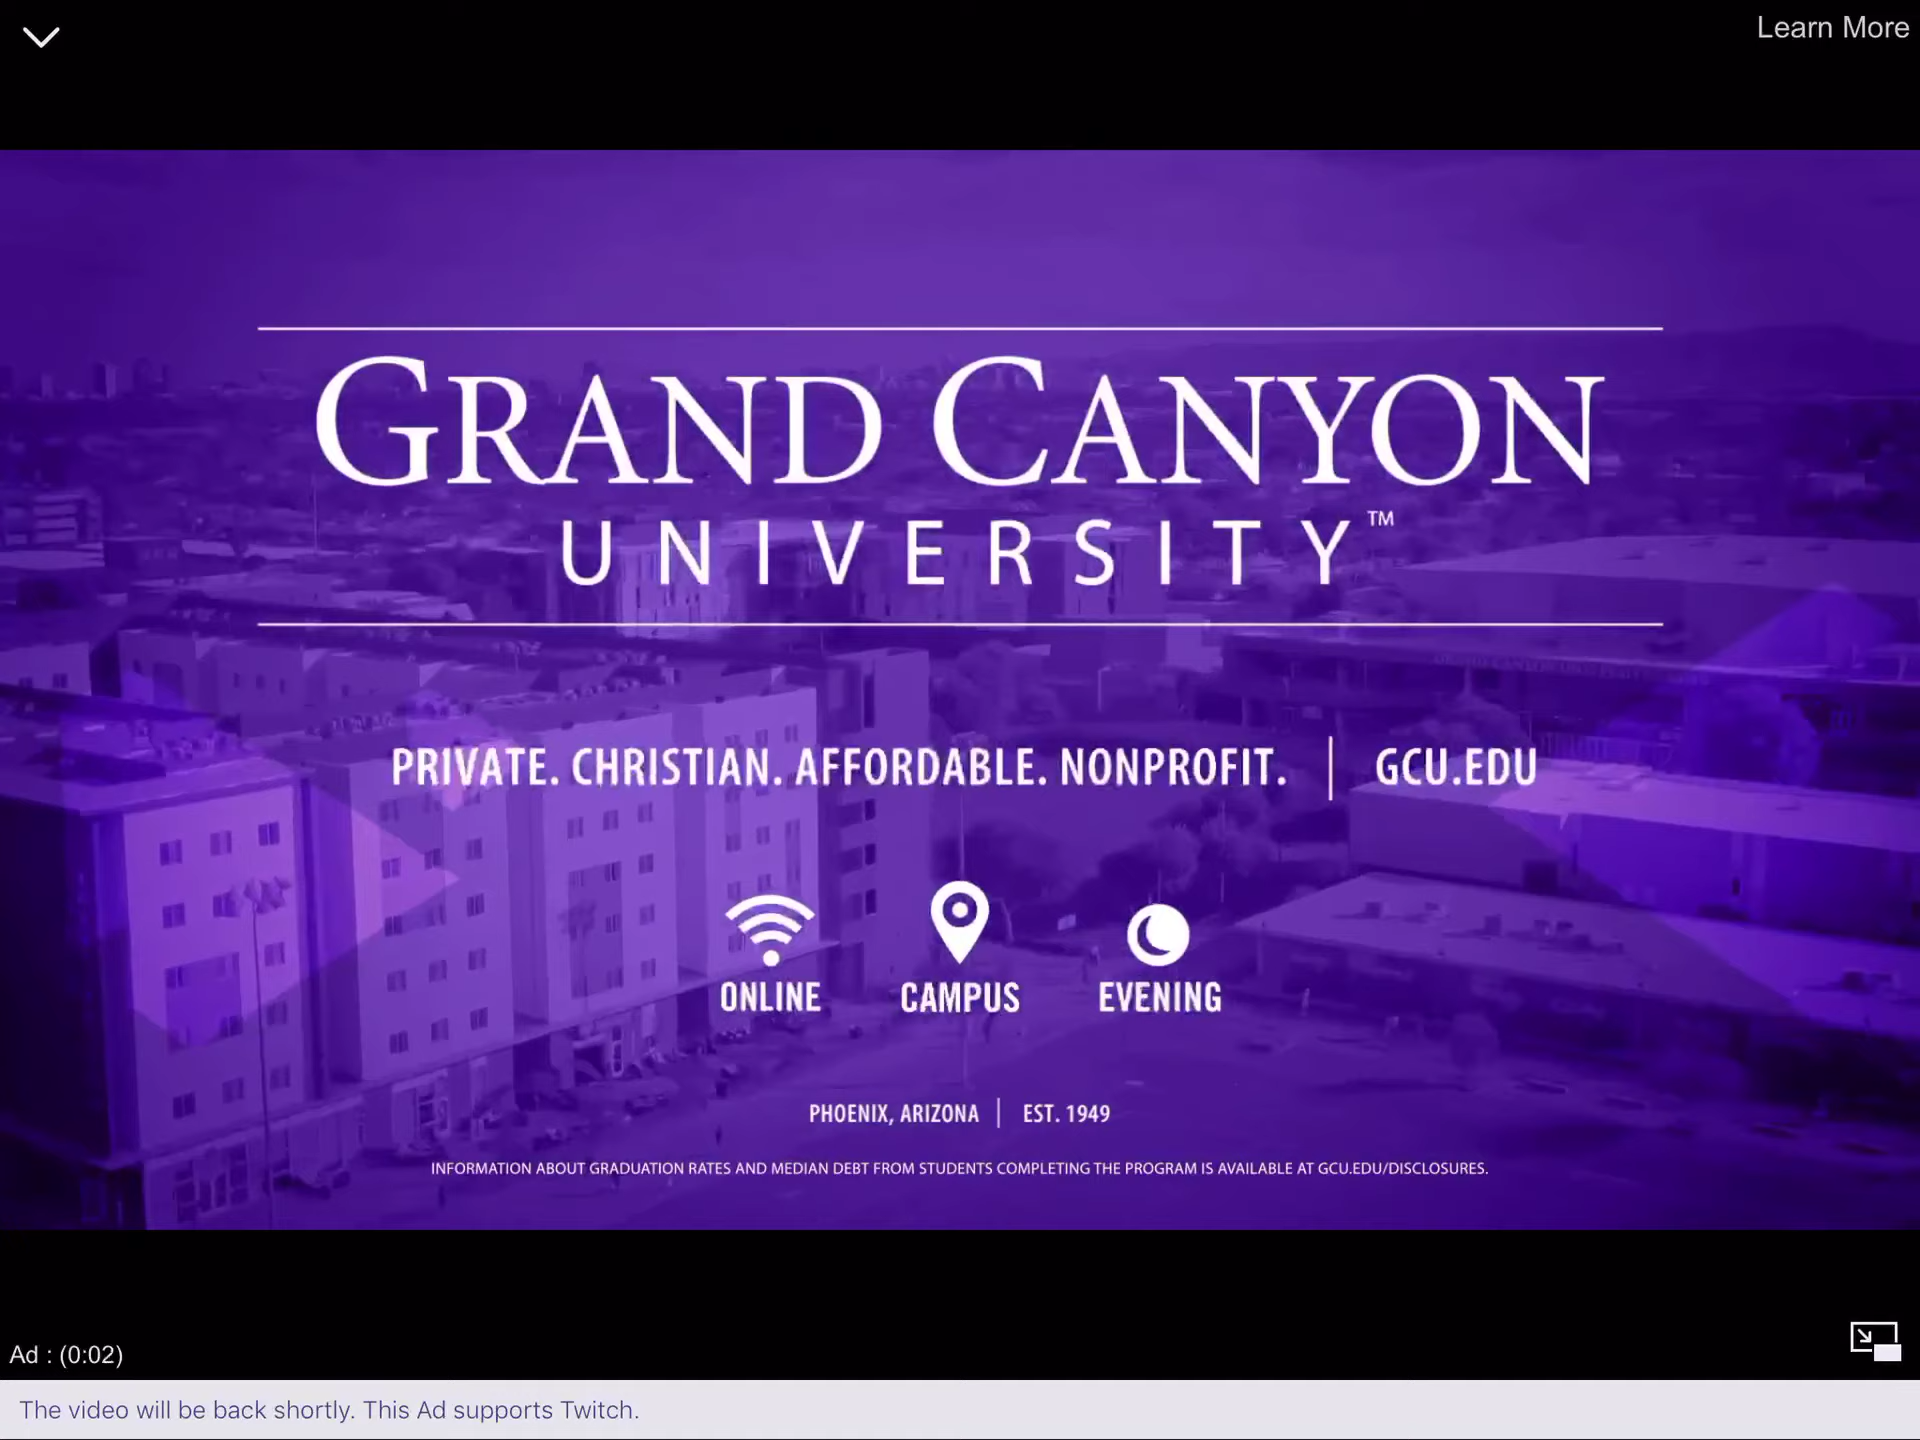 Learn More
GRAND CANYON
UNIVERSITY™
PRIVATE. CHRISTIAN. AFFORDABLE. NONPROFIT. | GCU.EDU
ONLINE CAMPUS EVENING
PHOENIX, ARIZONA | EST. 1949
INFORMATION ABOUT GRADUATION RATES AND MEDIAN DEBT FROM STUDENTS COMPLETING THE PROGRAM IS AVAILABLE AT GCU.EDU/DISCLOSURES.
Ad : (0:02)
The video will be back shortly. This Ad supports Twitch.